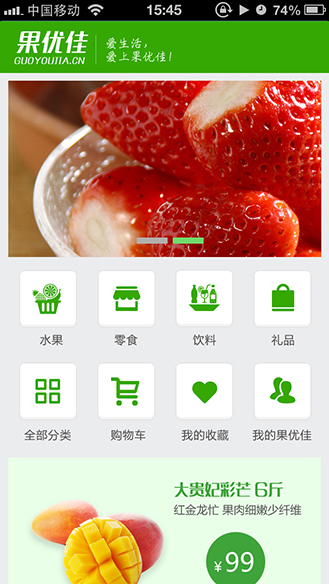 中国移动 15:45 74%
果优佳
GUOYOUJIA.CN
爱生活，
爱上果优佳！
水果 零食 饮料 礼品
全部分类 购物车 我的收藏 我的果优佳
大贵妃彩芒 6斤
红金龙忙 果肉细嫩少纤维
¥99